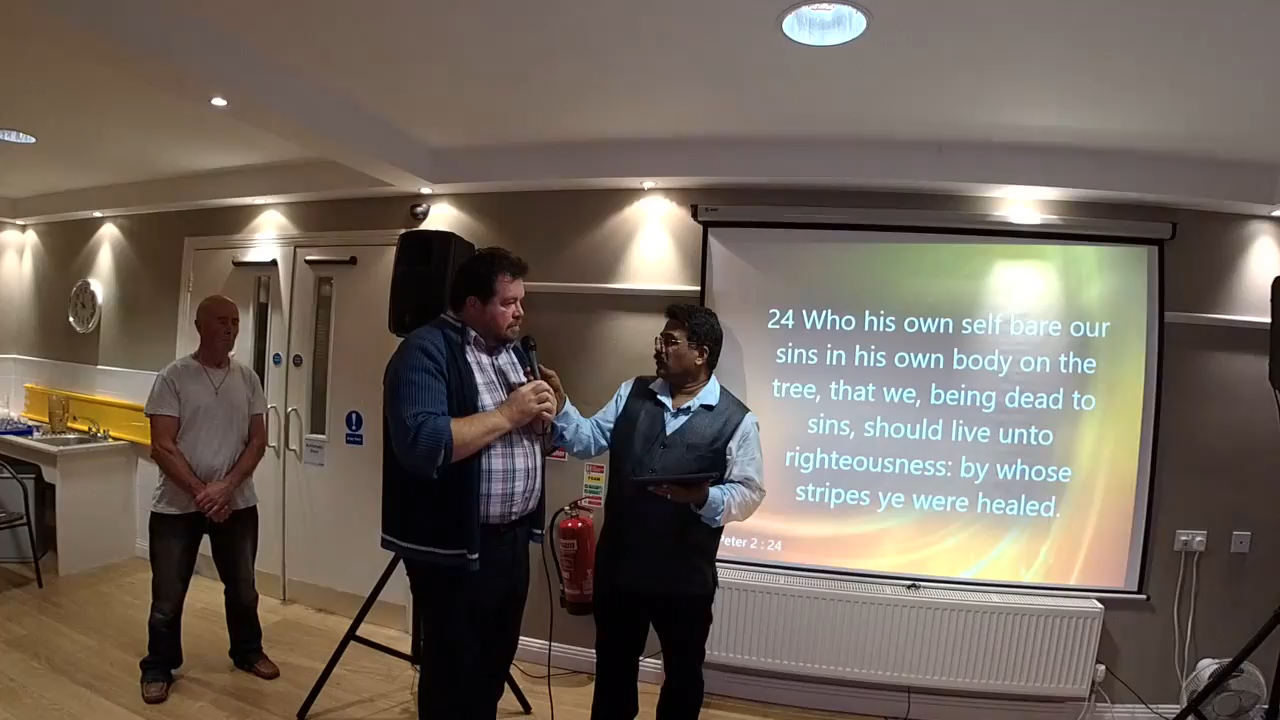 24 Who his own self bare our
sins in his own body on the
tree, that we, being dead to
sins, should live unto
righteousness: by whose
stripes ye were healed.
Peter 2 : 24